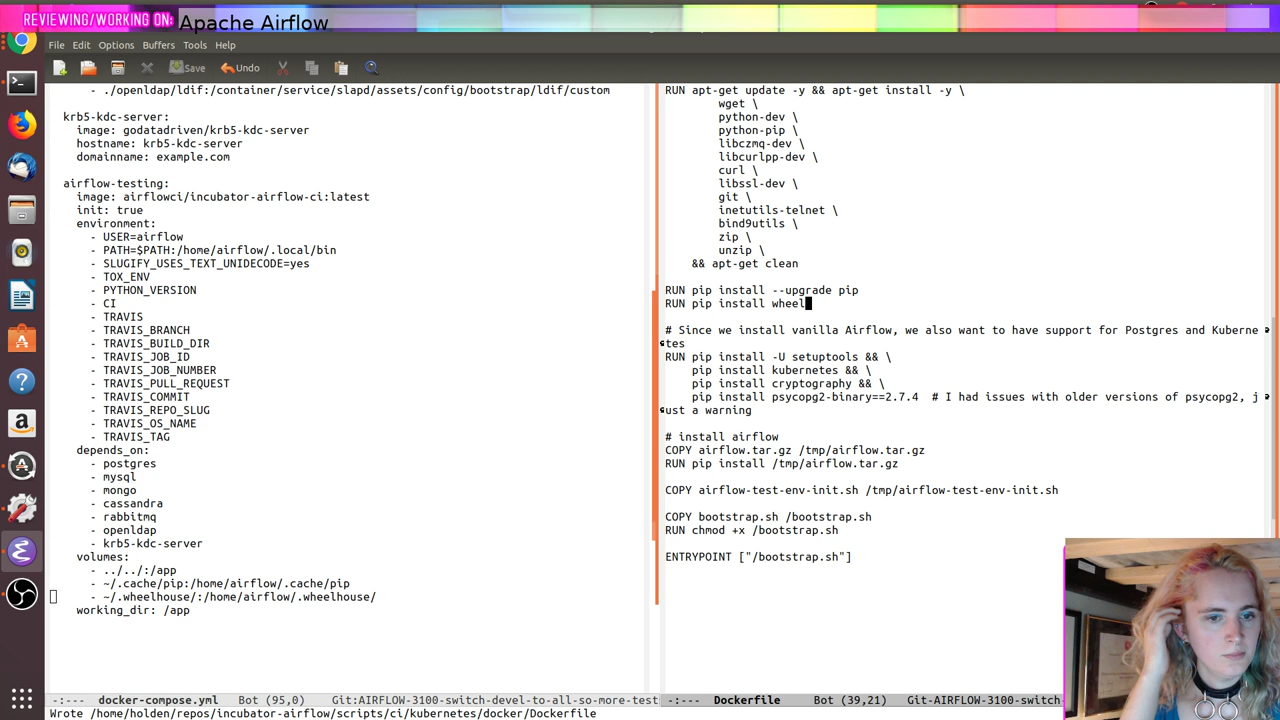 REVIEWING/WORKING ON: Apache Airflow
File Edit Options Buffers Tools Help
Save Undo
- ./openldap/ldif:/container/service/slapd/assets/config/bootstrap/ldif/custom
krb5-kdc-server:
image: godatadriven/krb5-kdc-server
hostname: krb5-kdc-server
domainname: example.com
airflow-testing:
image: airflowci/incubator-airflow-ci:latest
init: true
environment:
- USER=airflow
- PATH=$PATH:/home/airflow/.local/bin
- SLUGIFY_USES_TEXT_UNIDECODE=yes
- TOX_ENV
- PYTHON_VERSION
- CI
- TRAVIS
- TRAVIS_BRANCH
- TRAVIS_BUILD_DIR
- TRAVIS_JOB_ID
- TRAVIS_JOB_NUMBER
- TRAVIS_PULL_REQUEST
- TRAVIS_COMMIT
- TRAVIS_REPO_SLUG
- TRAVIS_OS_NAME
- TRAVIS_TAG
depends_on:
- postgres
- mysql
- mongo
- cassandra
- rabbitmq
- openldap
- krb5-kdc-server
volumes:
- ../../:/app
- ~/.cache/pip:/home/airflow/.cache/pip
- ~/.wheelhouse/:/home/airflow/.wheelhouse/
working_dir: /app
-:--- docker-compose.yml Bot (95,0) Git:AIRFLOW-3100-switch-devel-to-all-so-more-test
RUN apt-get update -y && apt-get install -y \
wget \
python-dev \
python-pip \
libczmq-dev \
libcurlpp-dev \
curl \
libssl-dev \
git \
inetutils-telnet \
bind9utils \
zip \
unzip \
&& apt-get clean
RUN pip install --upgrade pip
RUN pip install wheel
# Since we install vanilla Airflow, we also want to have support for Postgres and Kuberne
tes
RUN pip install -U setuptools && \
pip install kubernetes && \
pip install cryptography && \
pip install psycopg2-binary==2.7.4 # I had issues with older versions of psycopg2, j
ust a warning
# install airflow
COPY airflow.tar.gz /tmp/airflow.tar.gz
RUN pip install /tmp/airflow.tar.gz
COPY airflow-test-env-init.sh /tmp/airflow-test-env-init.sh
COPY bootstrap.sh /bootstrap.sh
RUN chmod +x /bootstrap.sh
ENTRYPOINT ["/bootstrap.sh"]
-:--- Dockerfile Bot (39,21) Git:AIRFLOW-3100-switch-
Wrote /home/holden/repos/incubator-airflow/scripts/ci/kubernetes/docker/Dockerfile